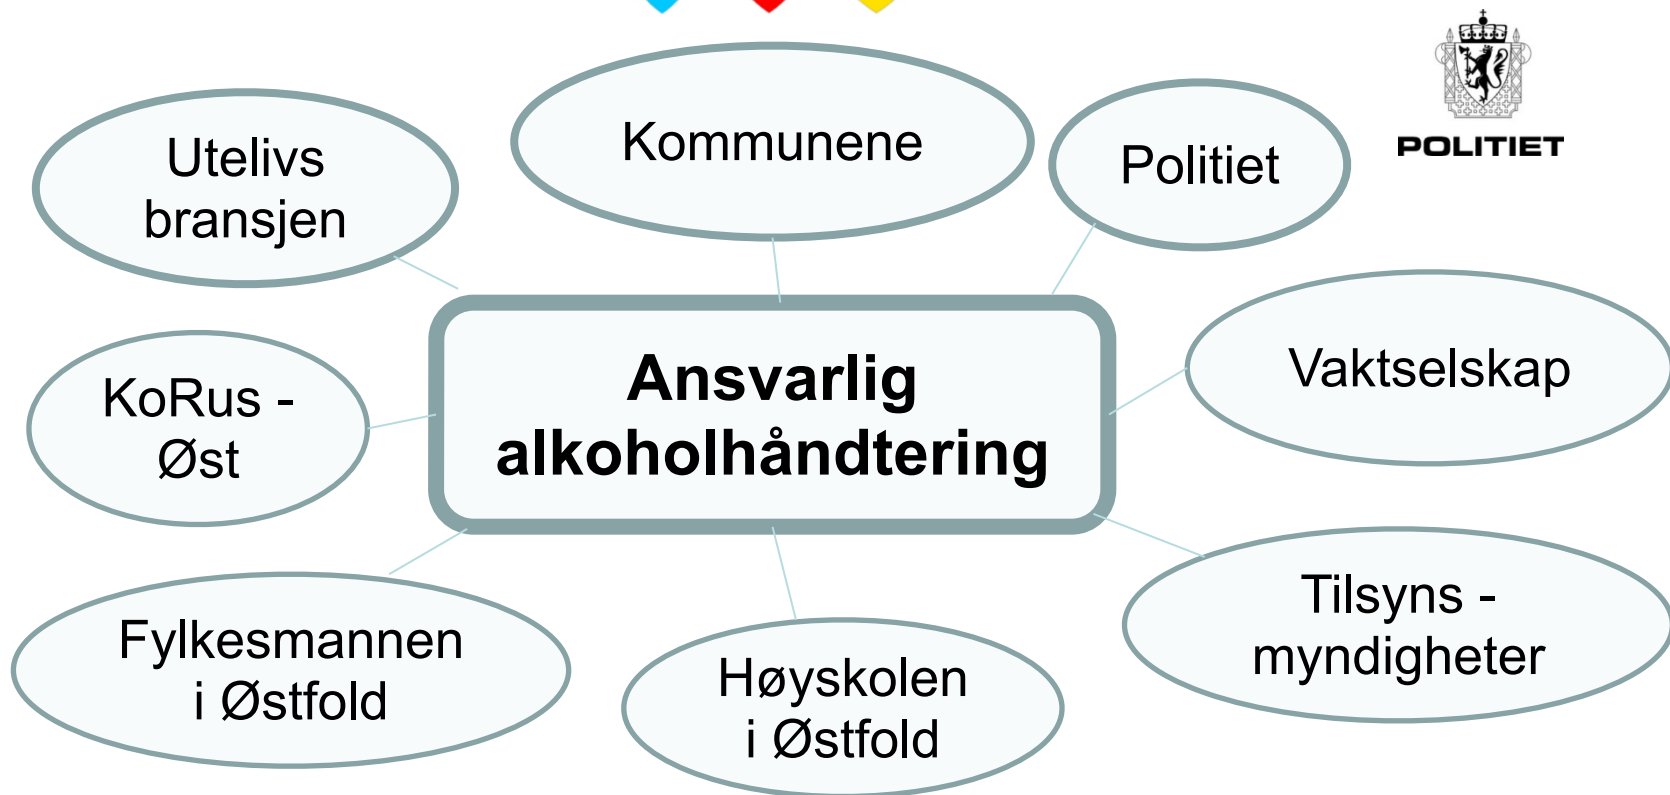 Utelivs
bransjen
Kommunene
Politiet
POLITIET
KoRus -
Øst
Ansvarlig
alkoholhåndtering
Vaktselskap
Fylkesmannen
i Østfold
Høyskolen
i Østfold
Tilsyns -
myndigheter